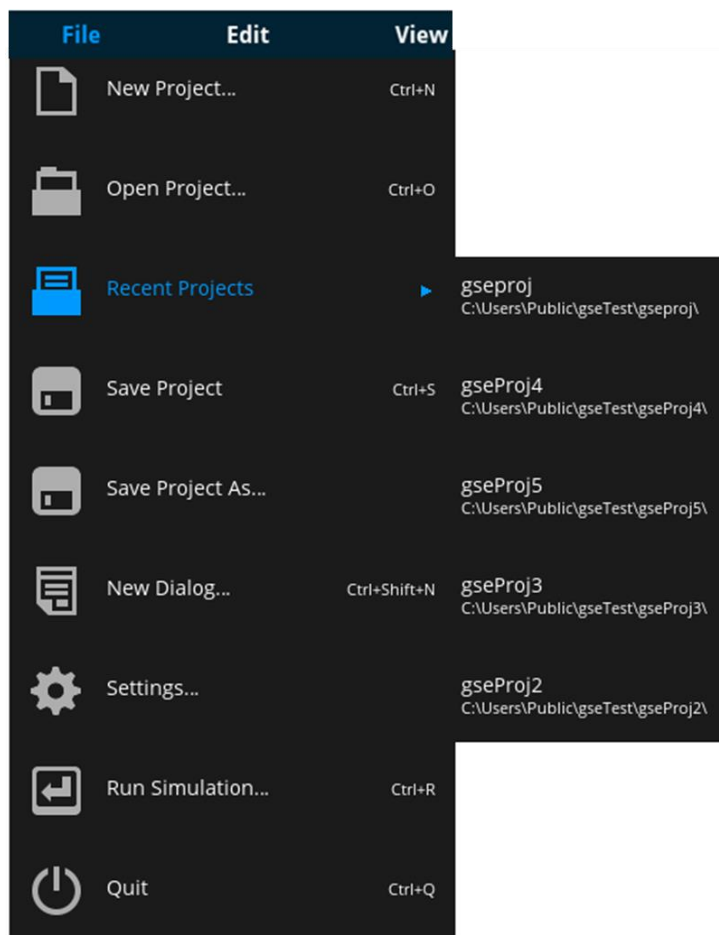 File Edit View
New Project... Ctrl+N
Open Project... Ctrl+O
Recent Projects
gseproj
C:\Users\Public\gseTest\gseproj\
Save Project Ctrl+S
gseProj4
C:\Users\Public\gseTest\gseProj4\
Save Project As...
gseProj5
C:\Users\Public\gseTest\gseProj5\
New Dialog... Ctrl+Shift+N
gseProj3
C:\Users\Public\gseTest\gseProj3\
Settings...
gseProj2
C:\Users\Public\gseTest\gseProj2\
Run Simulation... Ctrl+R
Quit Ctrl+Q